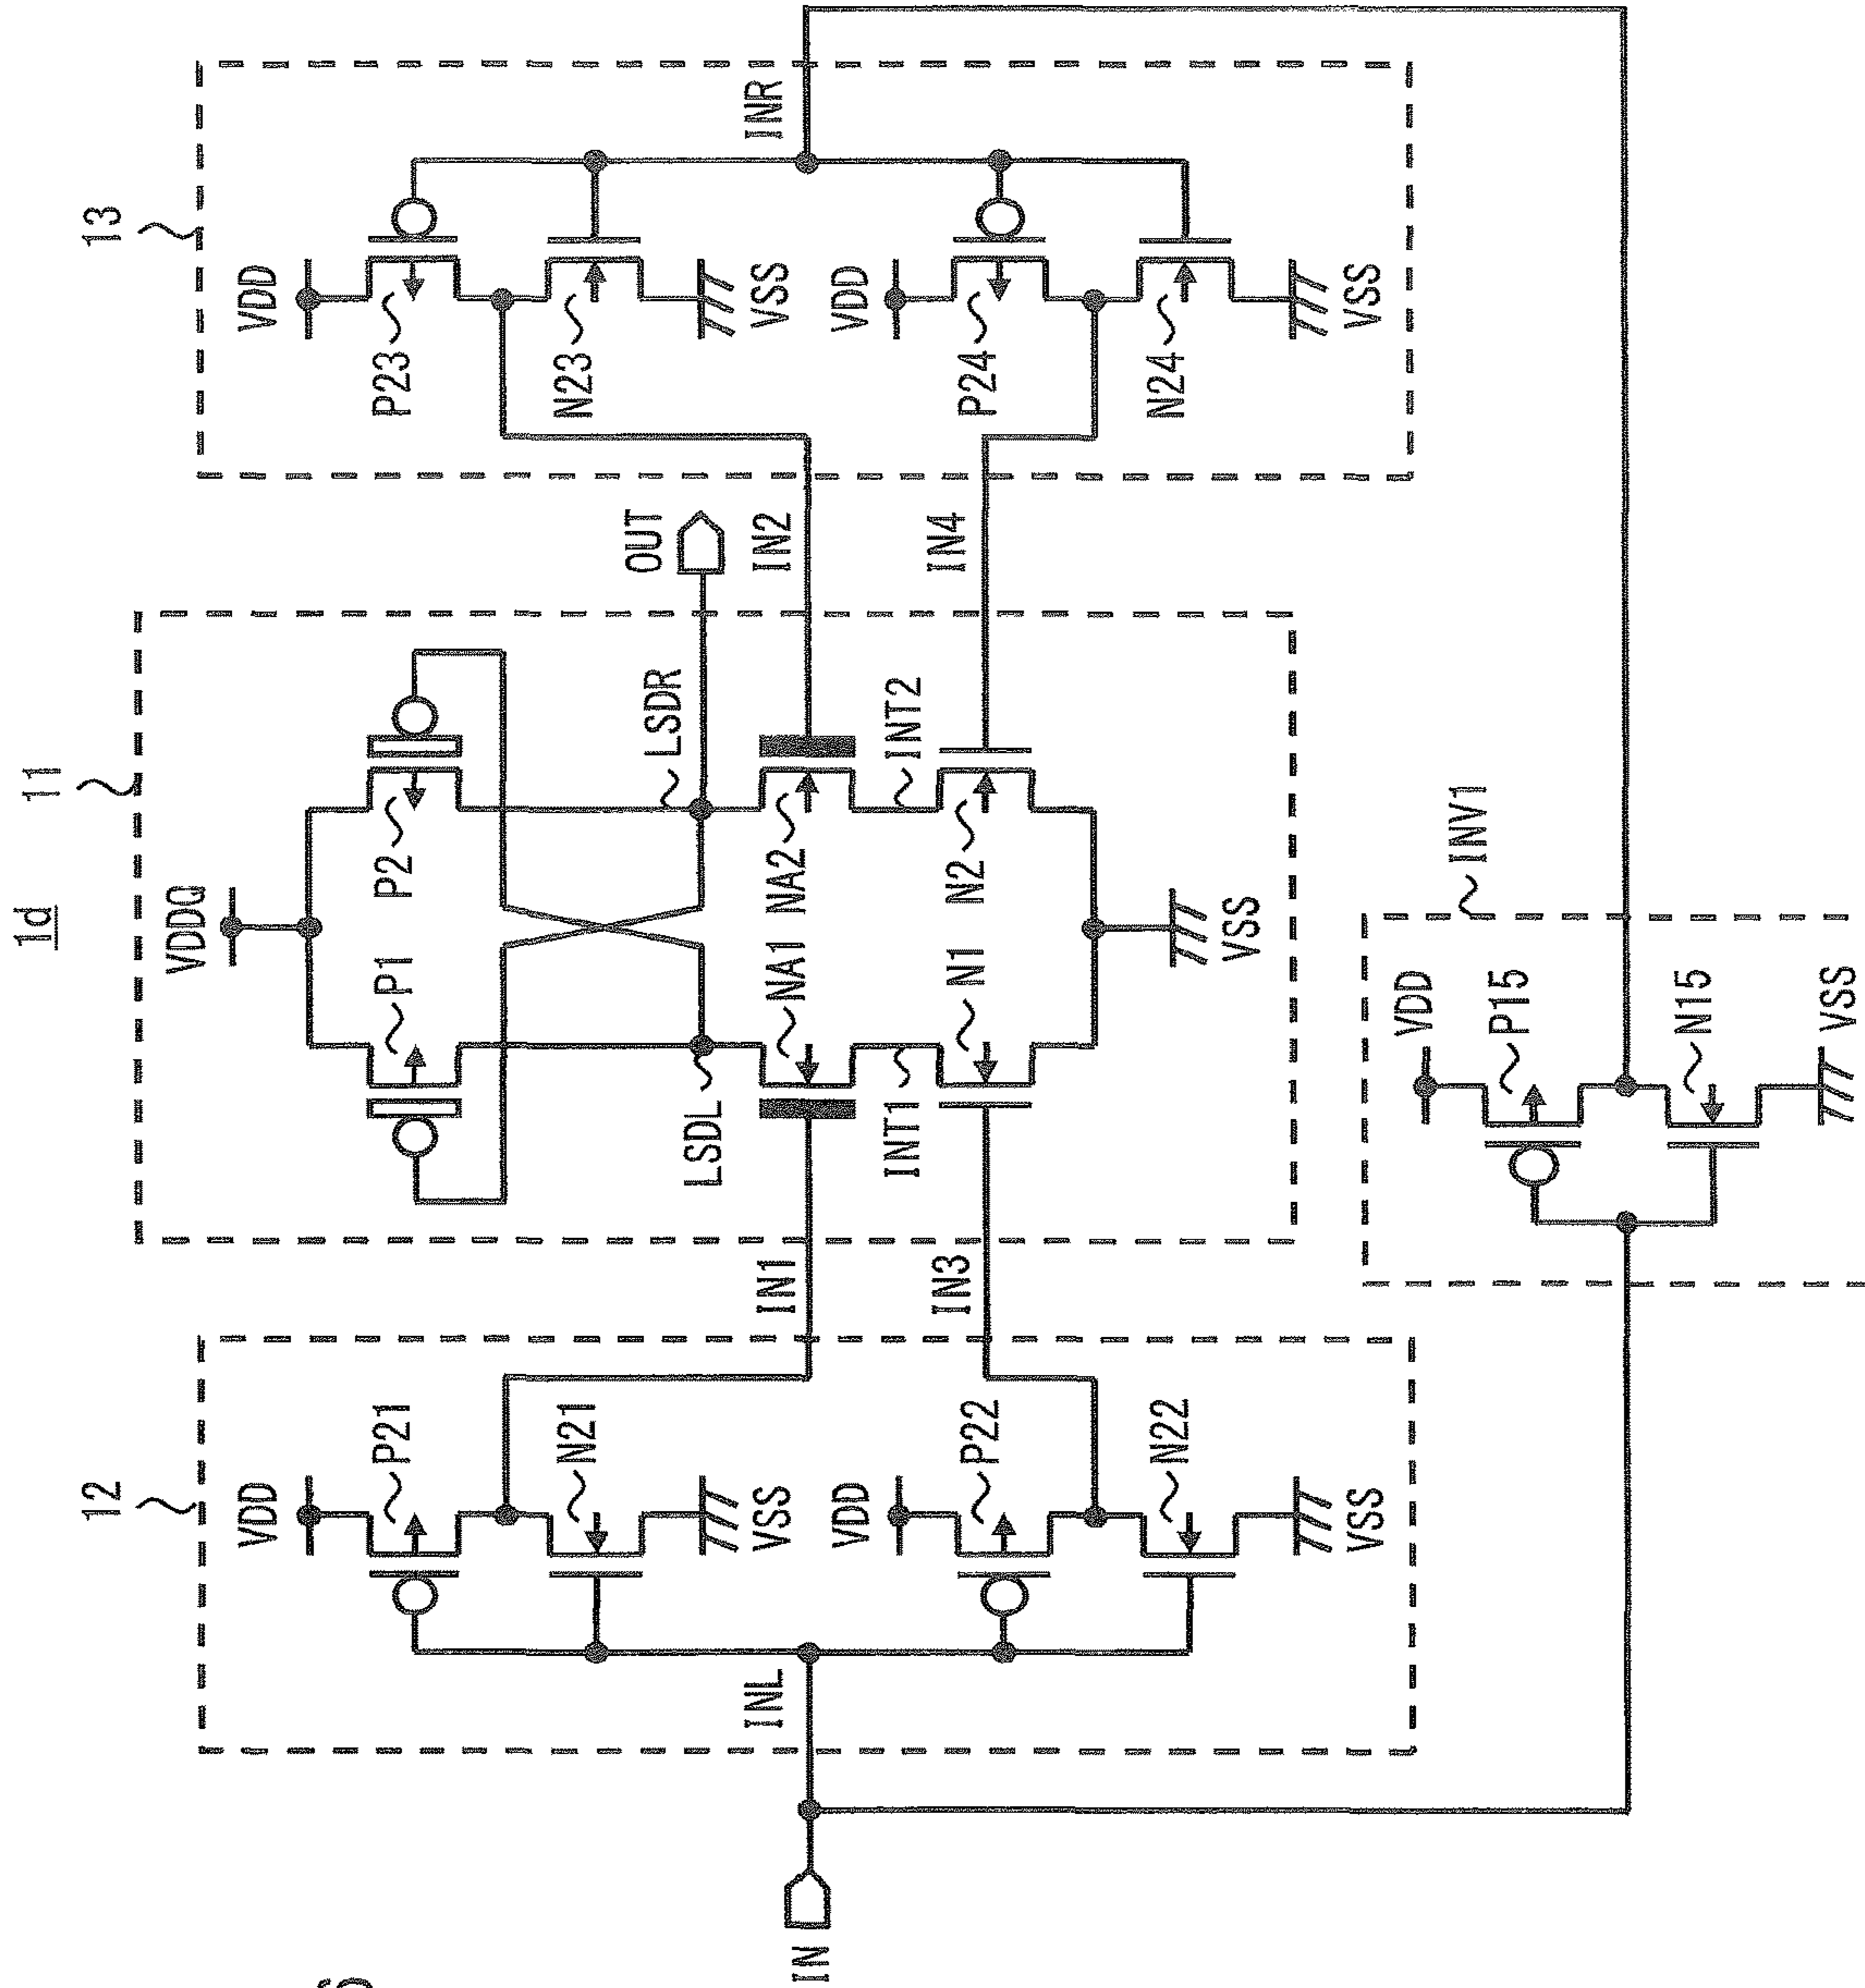 1d
11
12
13
VDDQ
P1
P2
LSDL
LSDR
OUT
NA1
NA2
INT1
INT2
N1
N2
VSS
IN1
IN3
IN2
IN4
VDD
P21
N21
VSS
VDD
P22
N22
VSS
INL
IN
VDD
P23
N23
VSS
VDD
P24
N24
VSS
INR
INV1
VDD
P15
N15
VSS